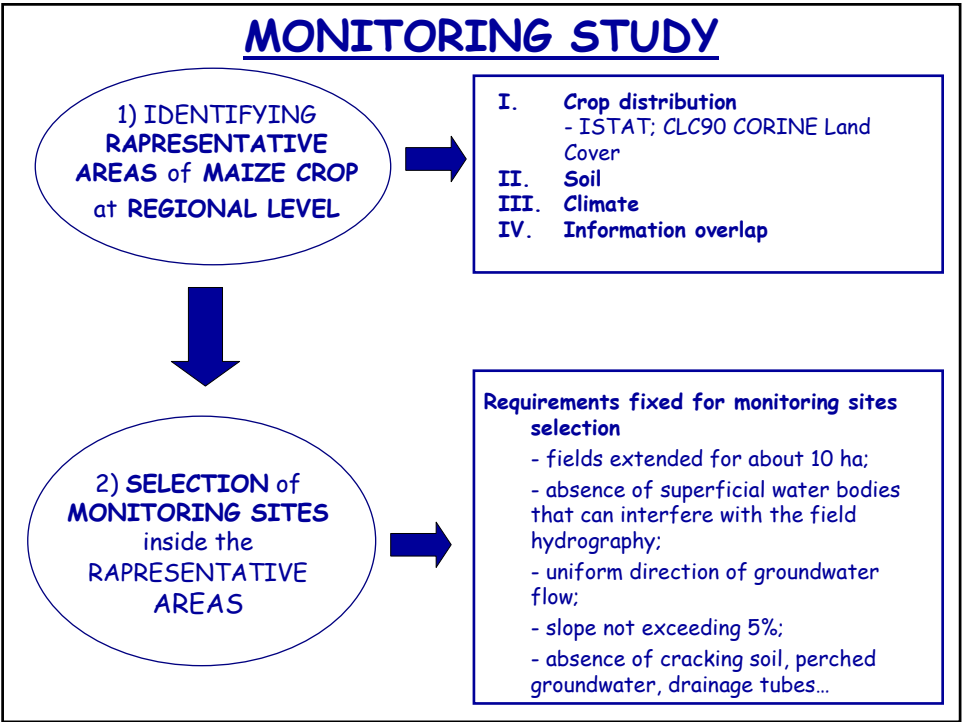 MONITORING STUDY
1) IDENTIFYING
RAPRESENTATIVE
AREAS of MAIZE CROP
at REGIONAL LEVEL
I. Crop distribution
- ISTAT; CLC90 CORINE Land
Cover
II. Soil
III. Climate
IV. Information overlap
2) SELECTION of
MONITORING SITES
inside the
RAPRESENTATIVE
AREAS
Requirements fixed for monitoring sites
selection
- fields extended for about 10 ha;
- absence of superficial water bodies
that can interfere with the field
hydrography;
- uniform direction of groundwater
flow;
- slope not exceeding 5%;
- absence of cracking soil, perched
groundwater, drainage tubes…